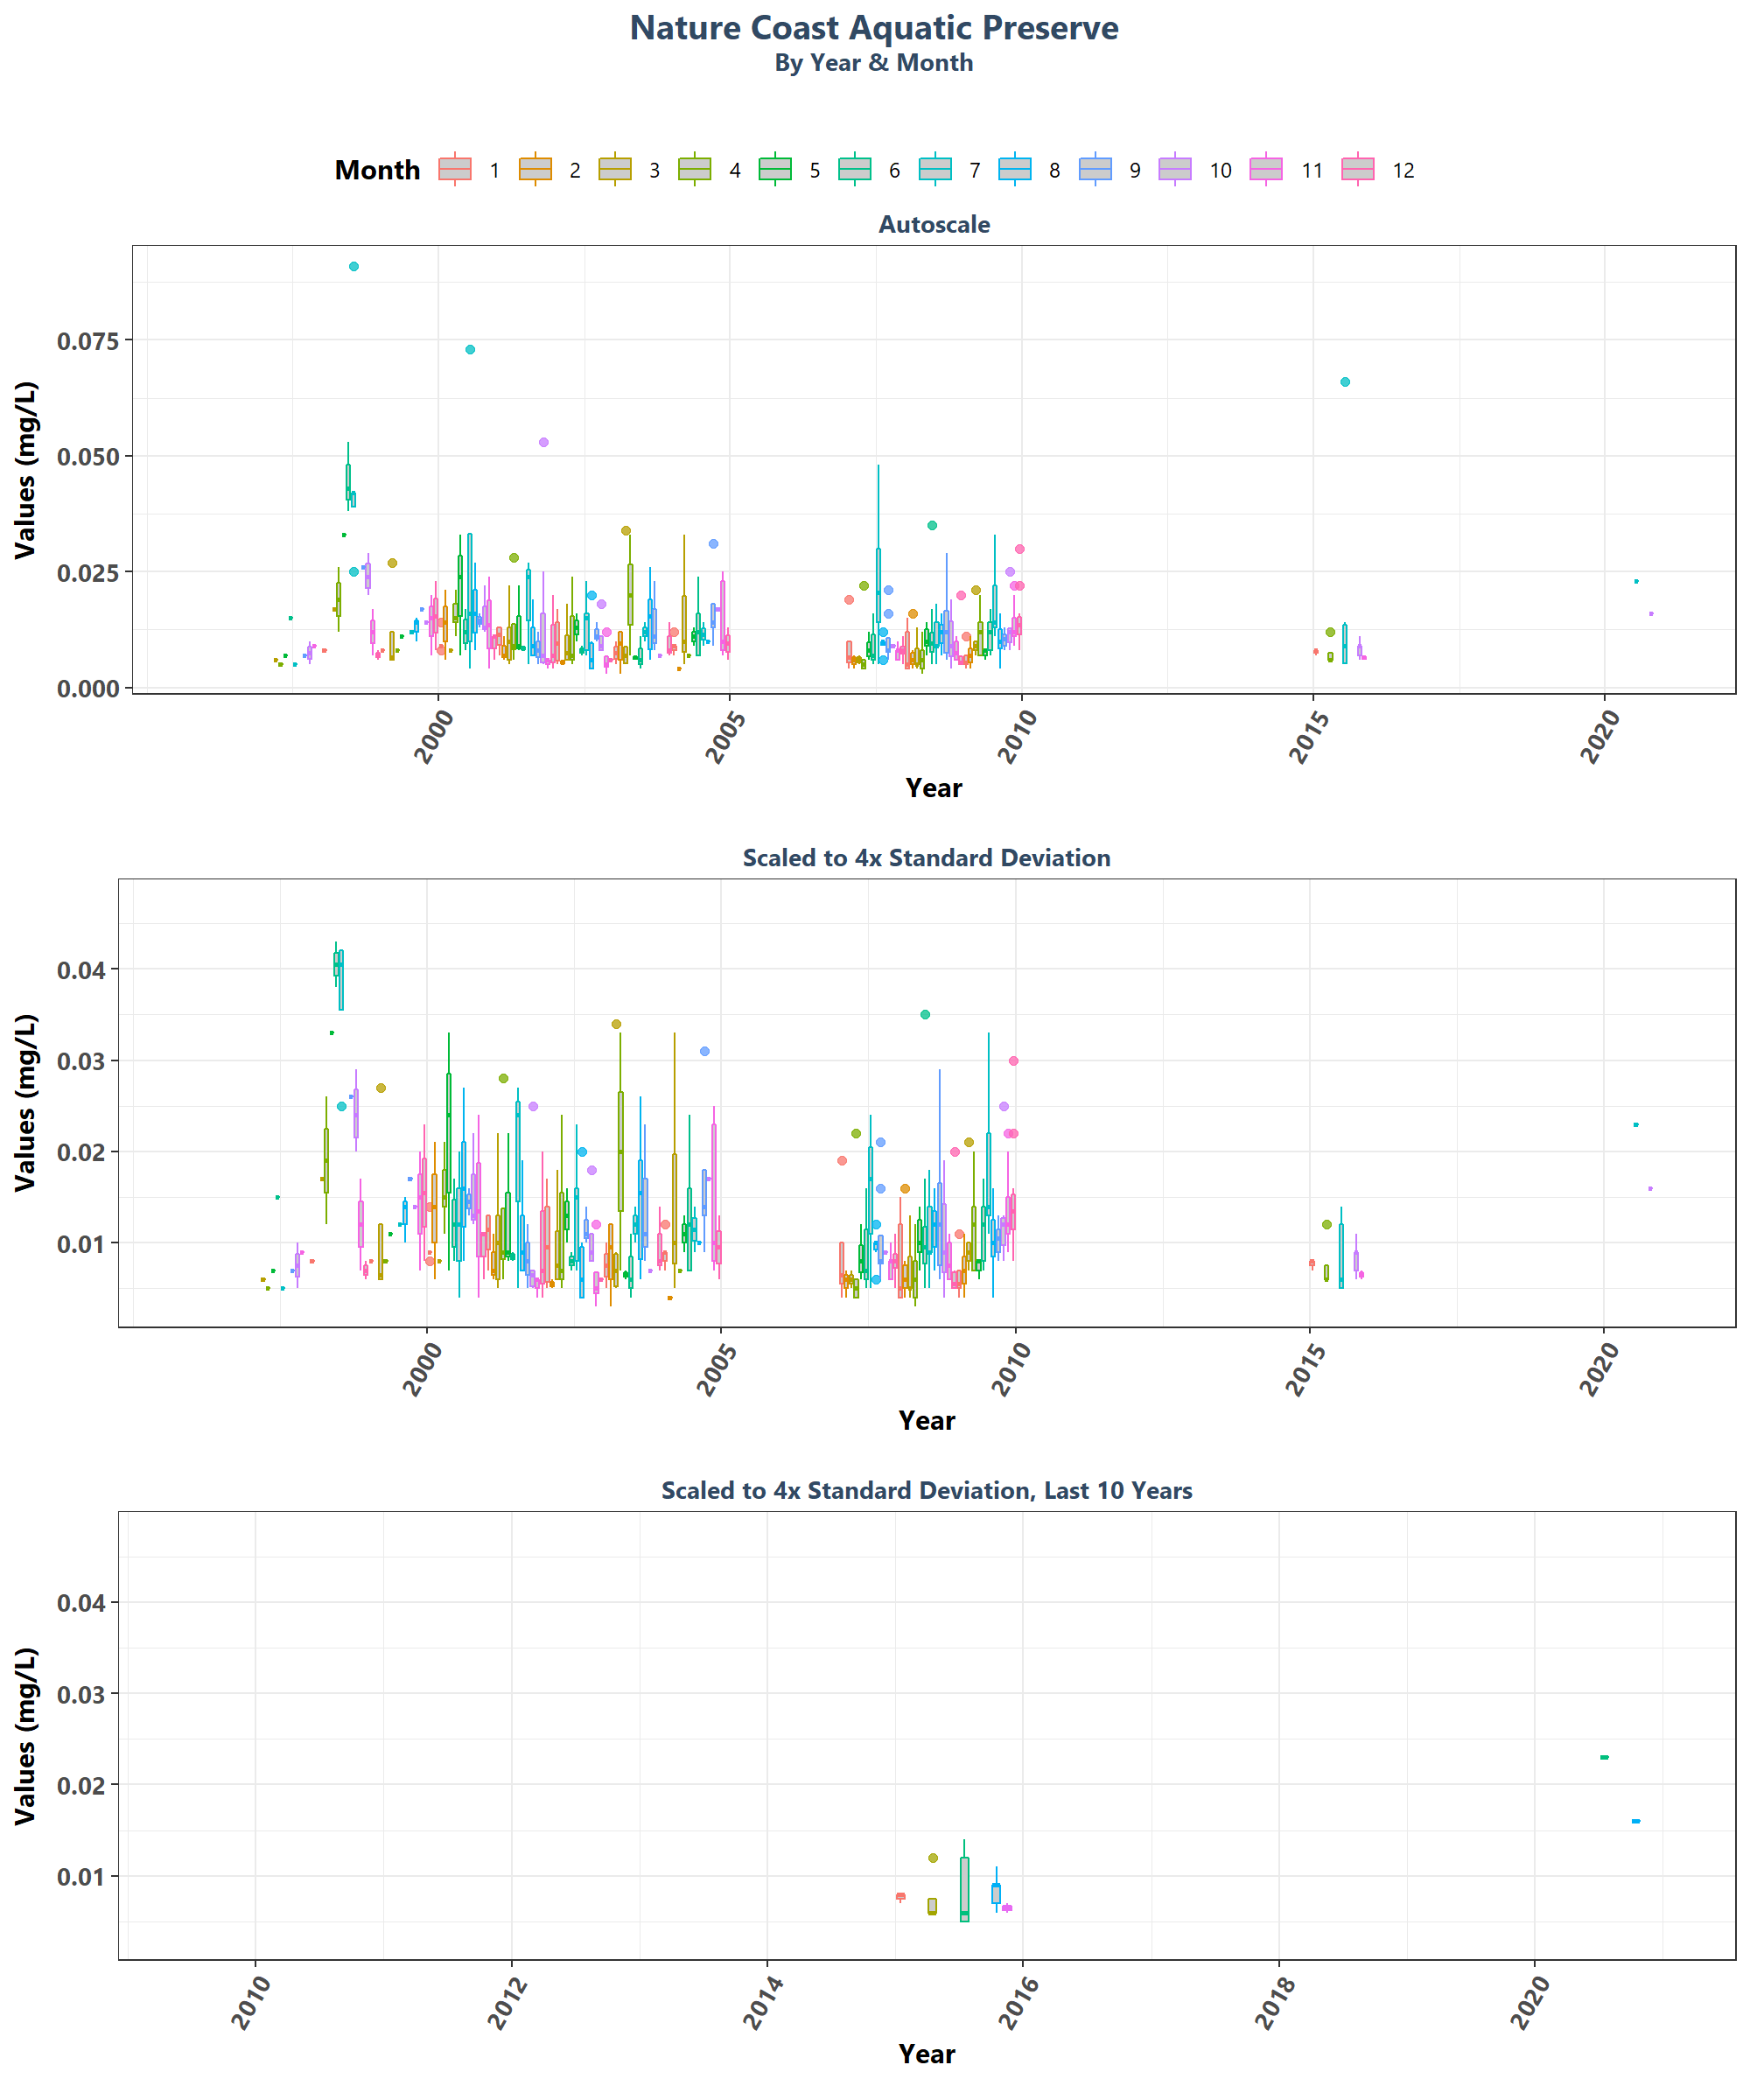 Nature Coast Aquatic Preserve
By Year & Month
Month 1 2 3 4 5 6 7 8 9 10 11 12
Autoscale
Values (mg/L)
0.075
0.050
0.025
0.000
2000 2005 2010 2015 2020
Year
Scaled to 4x Standard Deviation
Values (mg/L)
0.04
0.03
0.02
0.01
2000 2005 2010 2015 2020
Year
Scaled to 4x Standard Deviation, Last 10 Years
Values (mg/L)
0.04
0.03
0.02
0.01
2010 2012 2014 2016 2018 2020
Year